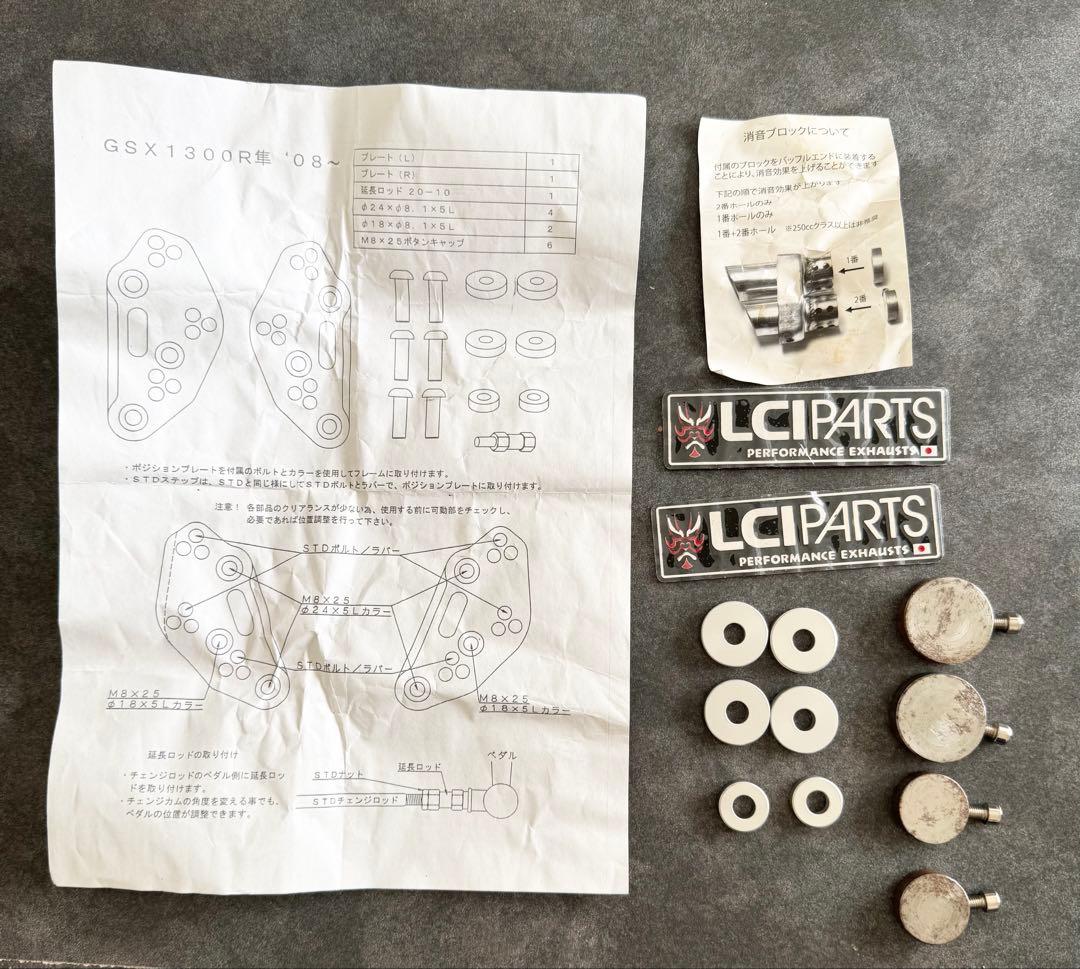 GSX1300R隼 '08~
プレート(L) 1
プレート(R) 1
延長ロッド 20-10 1
φ24×φ8.1×5L 4
φ18×φ8.1×5L 2
M8×25ボタンキャップ 6
・ポジションプレートを付属のボルトとカラーを使用してフレームに取り付けます。
・STDステップは、STDと同じ様にしてSTDボルトとラバーで、ポジションプレートに取り付けます。
注意! 各部品のクリアランスが少ない為、使用する前に可動部をチェックし、
必要であれば位置調整を行って下さい。
STDボルト/ラバー
M8×25
φ24×5Lカラー
STDボルト/ラバー
M8×25
φ18×5Lカラー
M8×25
φ18×5Lカラー
延長ロッドの取り付け
・チェンジロッドのペダル側に延長ロッ
ドを取り付けます。
・チェンジカムの角度を変える事でも、
ペダルの位置が調整できます。
ペダル
延長ロッド
STDナット
STDチェンジロッド
消音ブロックについて
付属のブロックをバッフルエンドに装着する
ことにより、消音効果を上げることができます
下記の順で消音効果が上がります
2番ホールのみ
1番ホールのみ
1番+2番ホール ※250ccクラス以上は非推奨
1番
2番
LCIPARTS
PERFORMANCE EXHAUSTS
LCIPARTS
PERFORMANCE EXHAUSTS